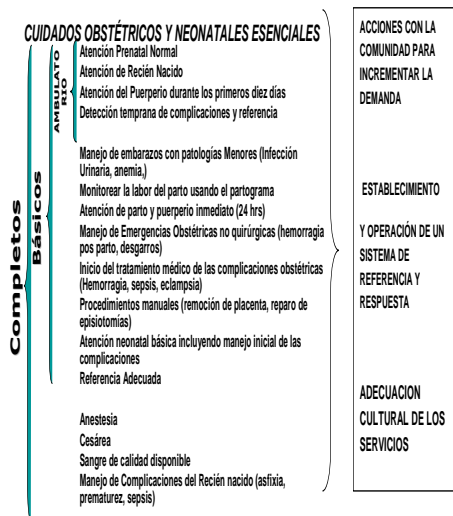 CUIDADOS OBSTÉTRICOS Y NEONATALES ESENCIALES
Completos
Básicos
AMBULATO
RIO
Atención Prenatal Normal
Atención de Recién Nacido
Atención del Puerperio durante los primeros diez días
Detección temprana de complicaciones y referencia
Manejo de embarazos con patologías Menores (Infección
Urinaria, anemia,)
Monitorear la labor del parto usando el partograma
Atención de parto y puerperio inmediato (24 hrs)
Manejo de Emergencias Obstétricas no quirúrgicas (hemorragia
pos parto, desgarros)
Inicio del tratamiento médico de las complicaciones obstétricas
(Hemorragia, sepsis, eclampsia)
Procedimientos manuales (remoción de placenta, reparo de
episiotomías)
Atención neonatal básica incluyendo manejo inicial de las
complicaciones
Referencia Adecuada
Anestesia
Cesárea
Sangre de calidad disponible
Manejo de Complicaciones del Recién nacido (asfixia,
prematurez, sepsis)
ACCIONES CON LA
COMUNIDAD PARA
INCREMENTAR LA
DEMANDA
ESTABLECIMIENTO
Y OPERACIÓN DE UN
SISTEMA DE
REFERENCIA Y
RESPUESTA
ADECUACION
CULTURAL DE LOS
SERVICIOS